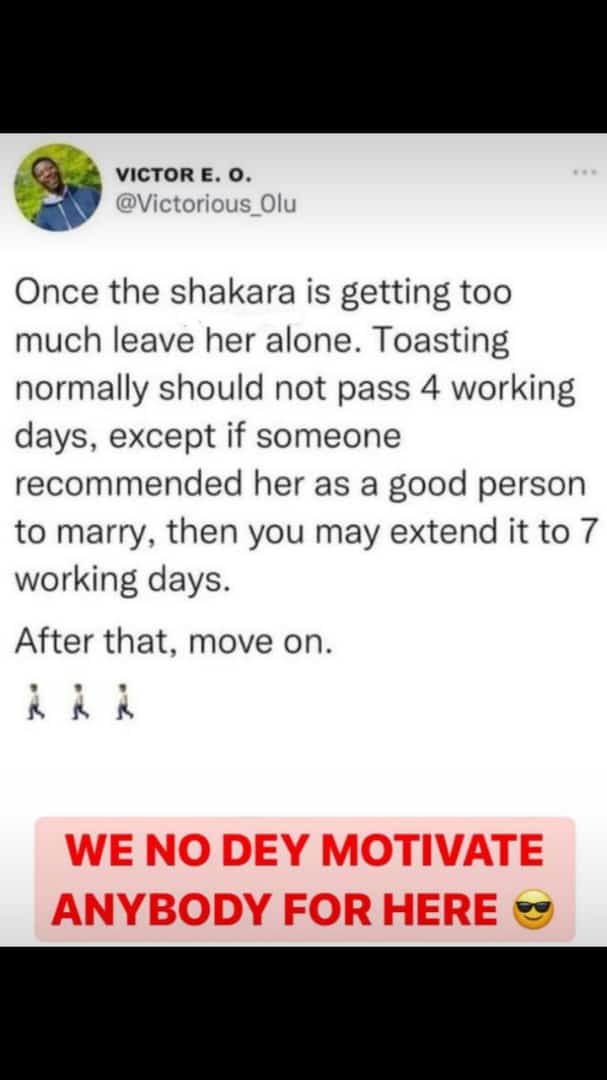 VICTOR E. O.
@Victorious_Olu
Once the shakara is getting too
much leave her alone. Toasting
normally should not pass 4 working
days, except if someone
recommended her as a good person
to marry, then you may extend it to 7
working days.
After that, move on.
🚶🚶🚶
WE NO DEY MOTIVATE
ANYBODY FOR HERE 😎